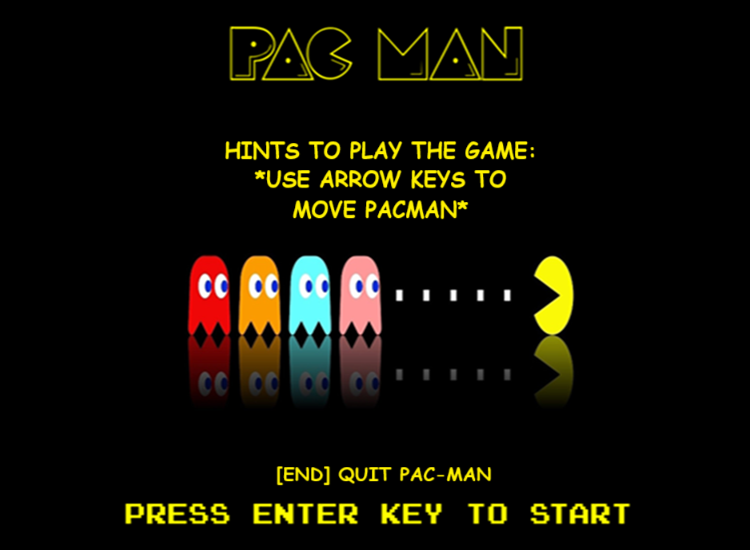 PAC MAN
HINTS TO PLAY THE GAME:
*USE ARROW KEYS TO
MOVE PACMAN*
[END] QUIT PAC-MAN
PRESS ENTER KEY TO START